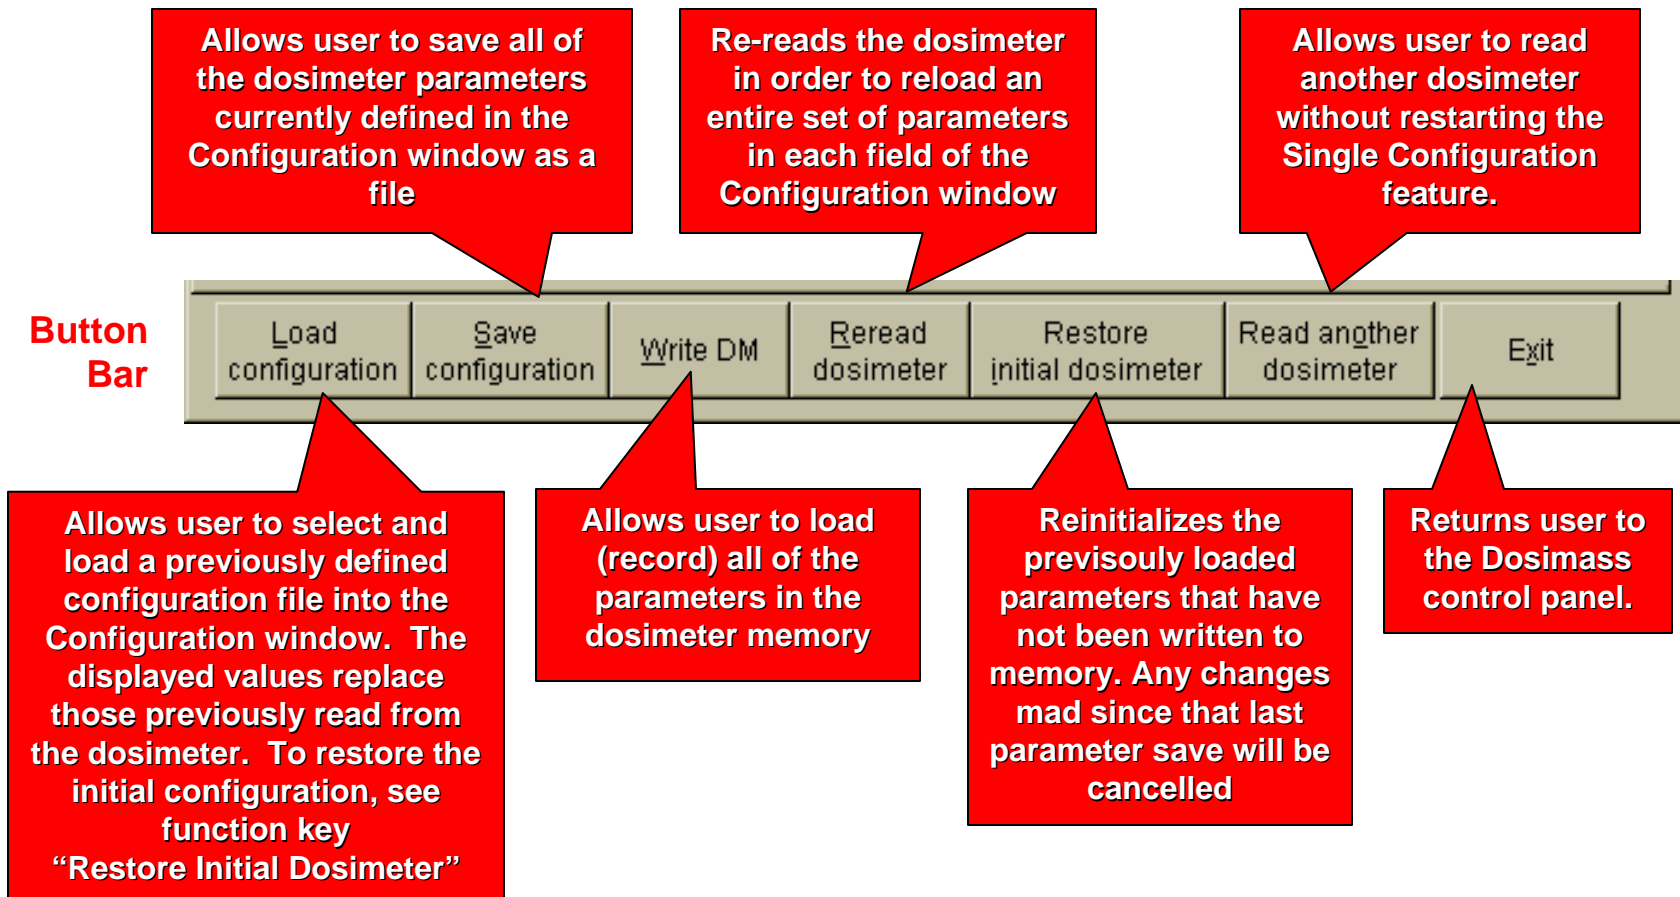 Allows user to save all of
the dosimeter parameters
currently defined in the
Configuration window as a
file
Re-reads the dosimeter
in order to reload an
entire set of parameters
in each field of the
Configuration window
Allows user to read
another dosimeter
without restarting the
Single Configuration
feature.
Button
Bar
Load
configuration
Save
configuration
Write DM
Reread
dosimeter
Restore
initial dosimeter
Read another
dosimeter
Exit
Allows user to select and
load a previously defined
configuration file into the
Configuration window.  The
displayed values replace
those previously read from
the dosimeter.  To restore the
initial configuration, see
function key
“Restore Initial Dosimeter”
Allows user to load
(record) all of the
parameters in the
dosimeter memory
Reinitializes the
previsouly loaded
parameters that have
not been written to
memory. Any changes
mad since that last
parameter save will be
cancelled
Returns user to
the Dosimass
control panel.